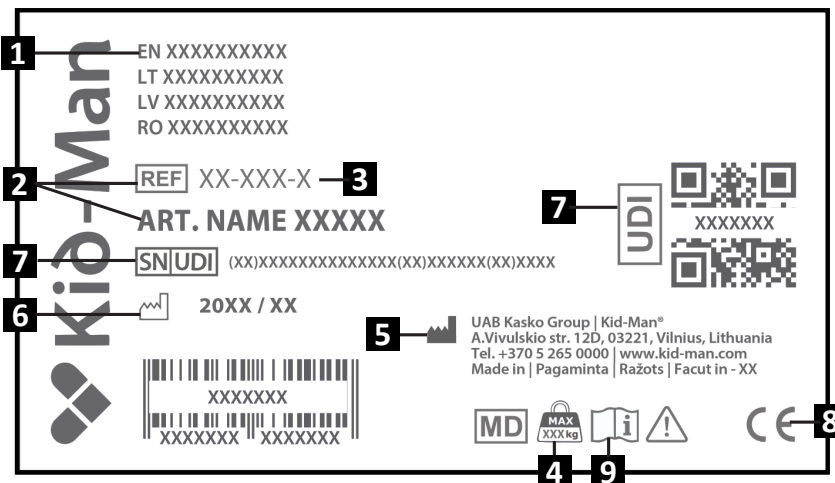 Kið-Man
1
EN XXXXXXXXXX
LT XXXXXXXXXX
LV XXXXXXXXXX
RO XXXXXXXXXX
2
REF XX-XXX-X
3
ART. NAME XXXXX
7
SN UDI (XX)XXXXXXXXXXXXXX(XX)XXXXXX(XX)XXXX
6
20XX / XX
XXXXXXX
XXXXXXX XXXXXXX
7
UDI
XXXXXXX
5
UAB Kasko Group | Kid-Man®
A.Vivulskio str. 12D, 03221, Vilnius, Lithuania
Tel. +370 5 265 0000 | www.kid-man.com
Made in | Pagaminta | Ražots | Facut in - XX
MD
MAX
XXX kg
i
CE
8
4
9